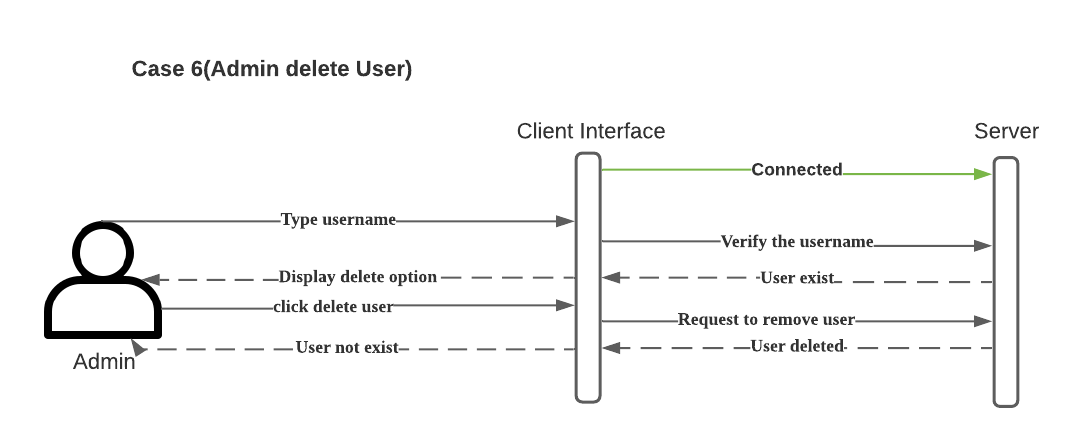 Case 6(Admin delete User)
Client Interface
Server
Connected
Type username
Verify the username
Display delete option
User exist
click delete user
Request to remove user
User not exist
User deleted
Admin